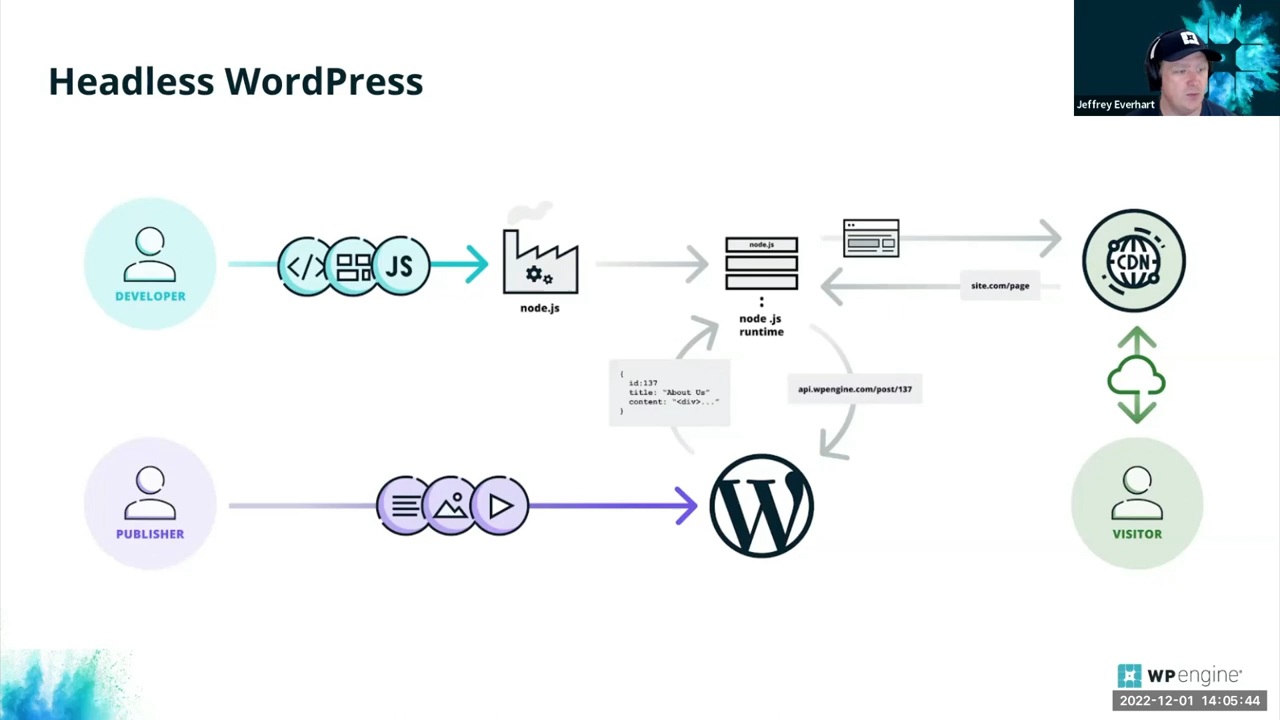 Headless WordPress
Jeffrey Everhart
DEVELOPER
</>
JS
node.js
node.js
node .js
runtime
site.com/page
CDN
{
id:137
title: "About Us"
content: "<div>..."
}
api.wpengine.com/post/137
PUBLISHER
VISITOR
WP engine®
2022-12-01 14:05:44